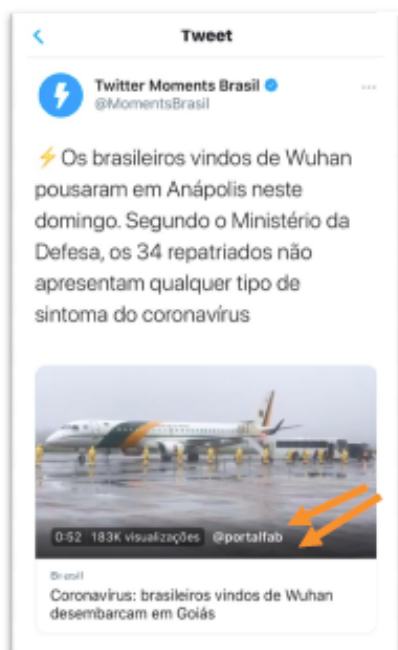 Tweet
Twitter Moments Brasil
@MomentsBrasil
⚡Os brasileiros vindos de Wuhan
pousaram em Anápolis neste
domingo. Segundo o Ministério da
Defesa, os 34 repatriados não
apresentam qualquer tipo de
sintoma do coronavírus
0:52 183K visualizações @portalfab
Brasil
Coronavírus: brasileiros vindos de Wuhan
desembarcam em Goiás